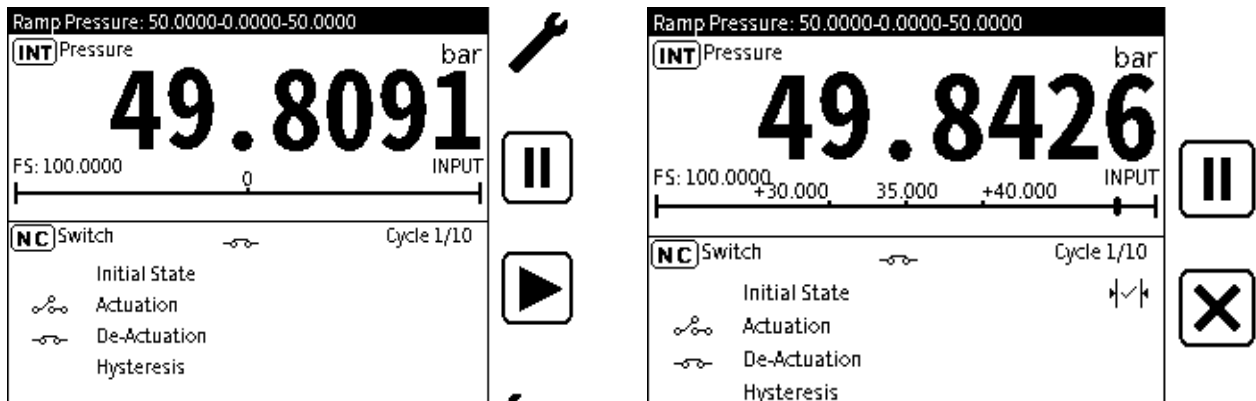 Ramp Pressure: 50.0000-0.0000-50.0000
INT Pressure bar
49.8091
FS: 100.0000 INPUT
0
NC Switch Cycle 1/10
Initial State
Actuation
De-Actuation
Hysteresis
Ramp Pressure: 50.0000-0.0000-50.0000
INT Pressure bar
49.8426
FS: 100.0000 INPUT
+30.000 35.000 +40.000
NC Switch Cycle 1/10
Initial State
Actuation
De-Actuation
Hysteresis